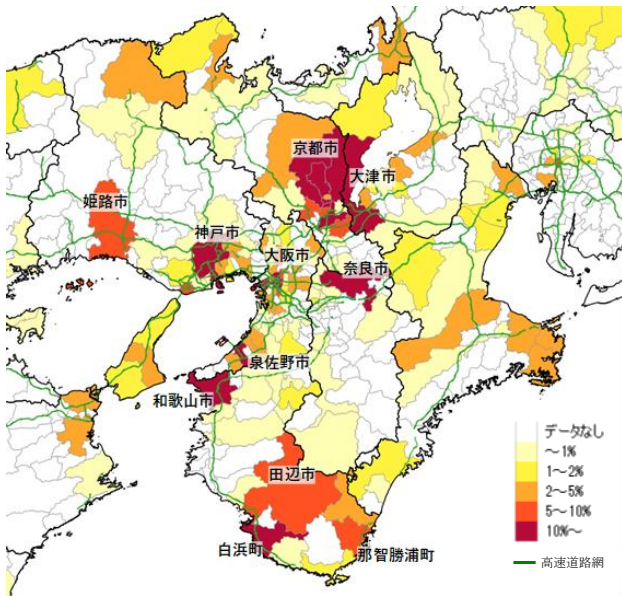 京都市
大津市
姫路市
神戸市
大阪市
奈良市
泉佐野市
和歌山市
田辺市
白浜町
那智勝浦町
データなし
～1%
1～2%
2～5%
5～10%
10%～
高速道路網